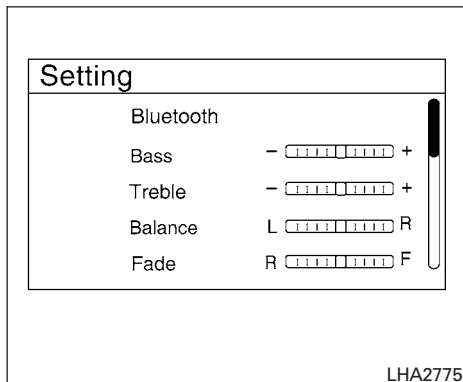 Setting
Bluetooth
Bass - +
Treble - +
Balance L R
Fade R F
LHA2775